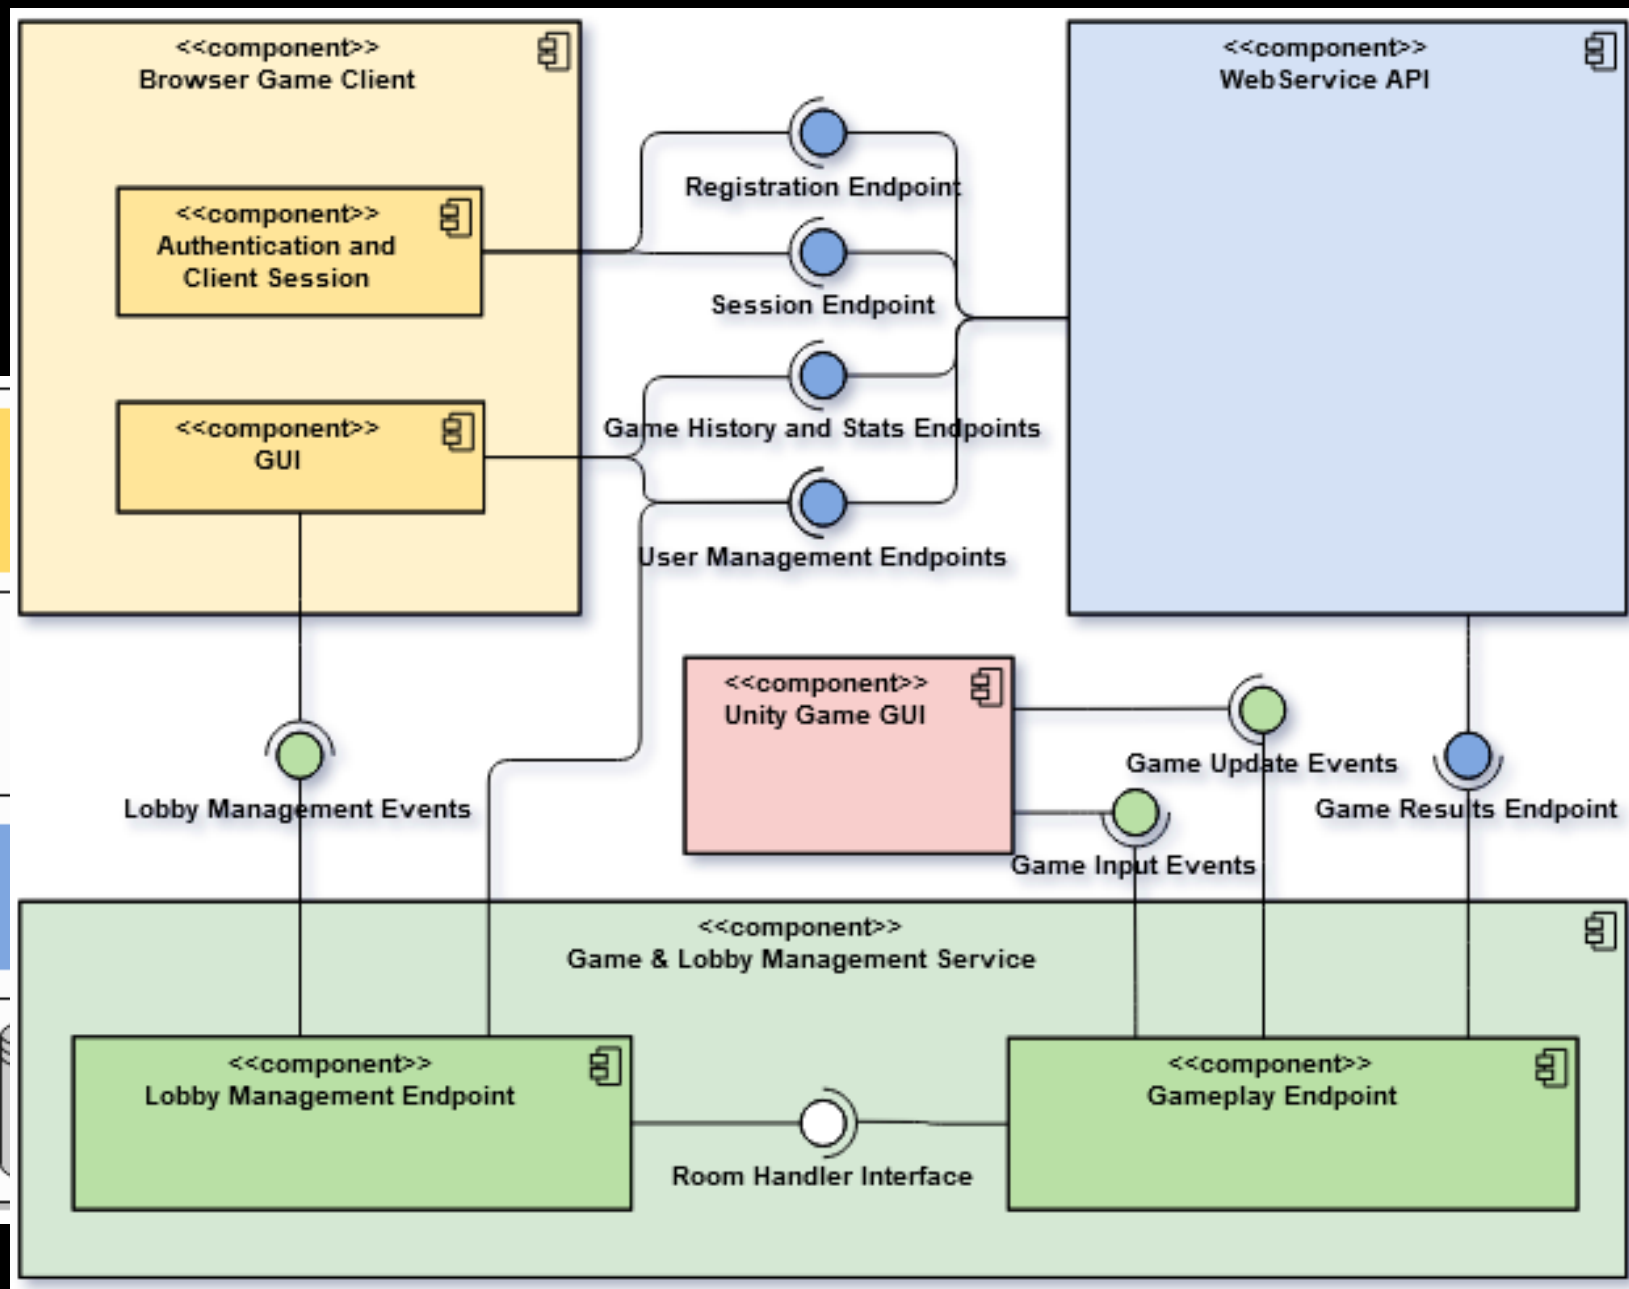 <<component>>
Browser Game Client
<<component>>
Authentication and
Client Session
<<component>>
GUI
<<component>>
WebService API
Registration Endpoint
Session Endpoint
Game History and Stats Endpoints
User Management Endpoints
<<component>>
Unity Game GUI
Game Update Events
Game Results Endpoint
Game Input Events
Lobby Management Events
<<component>>
Game & Lobby Management Service
<<component>>
Lobby Management Endpoint
Room Handler Interface
<<component>>
Gameplay Endpoint